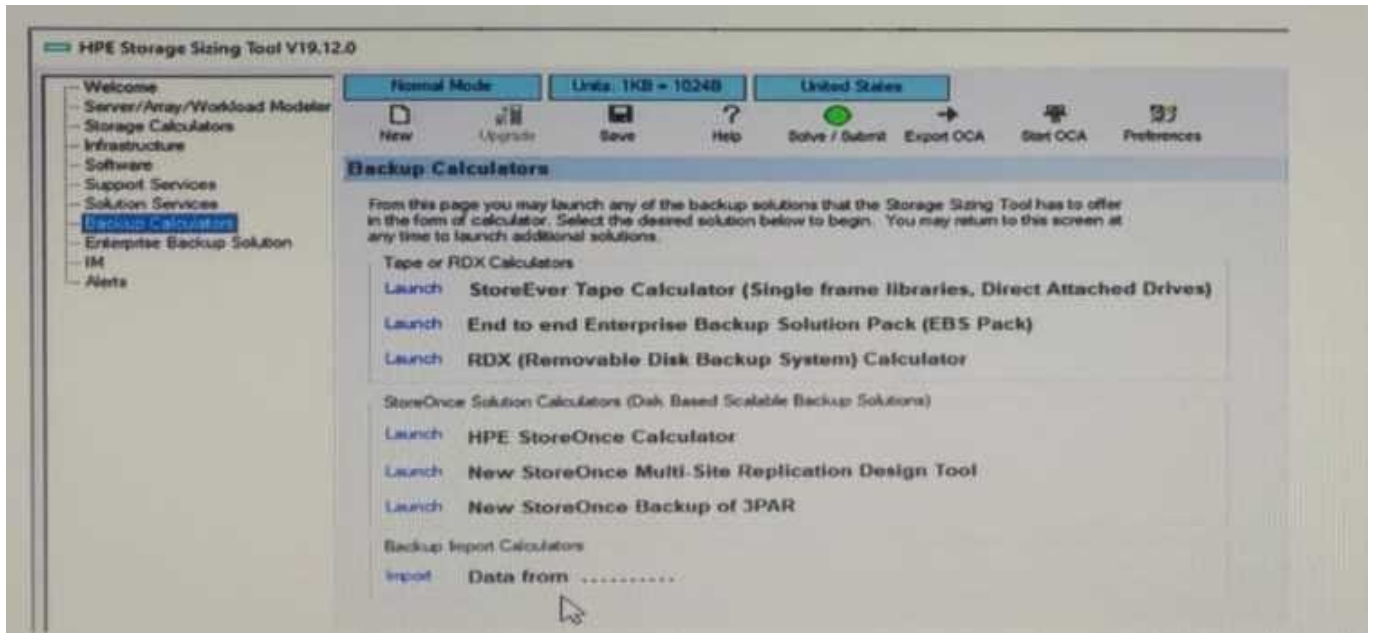 HPE Storage Sizing Tool V19.12.0
Welcome
Server/Array/Workload Modeler
Storage Calculators
Infrastructure
Software
Support Services
Solution Services
Backup Calculators
Enterprise Backup Solution
IM
Alerts
Normal Mode
Units: 1KB = 1024B
United States
New
Upgrade
Save
Help
Solve / Submit
Export OCA
Start OCA
Preferences
Backup Calculators
From this page you may launch any of the backup solutions that the Storage Sizing Tool has to offer
in the form of calculator. Select the desired solution below to begin. You may return to this screen at
any time to launch additional solutions.
Tape or RDX Calculators
Launch StoreEver Tape Calculator (Single frame libraries, Direct Attached Drives)
Launch End to end Enterprise Backup Solution Pack (EBS Pack)
Launch RDX (Removable Disk Backup System) Calculator
StoreOnce Solution Calculators (Disk Based Scalable Backup Solutions)
Launch HPE StoreOnce Calculator
Launch New StoreOnce Multi-Site Replication Design Tool
Launch New StoreOnce Backup of 3PAR
Backup Import Calculators
Import Data from ..........